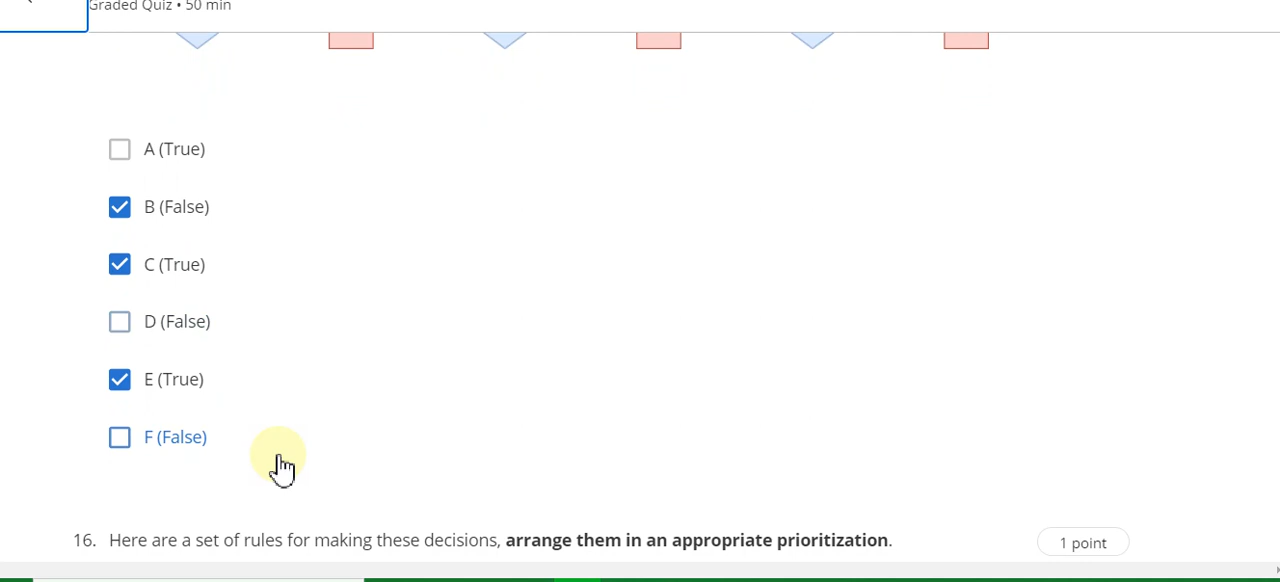 Graded Quiz • 50 min
A (True)
B (False)
C (True)
D (False)
E (True)
F (False)
16. Here are a set of rules for making these decisions, arrange them in an appropriate prioritization.
1 point